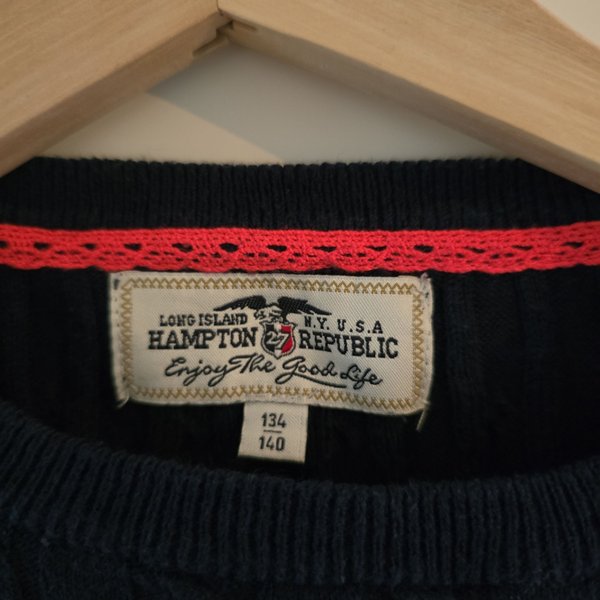 LONG ISLAND N.Y. U.S.A
HAMPTON 27 REPUBLIC
Enjoy The Good Life
134
140